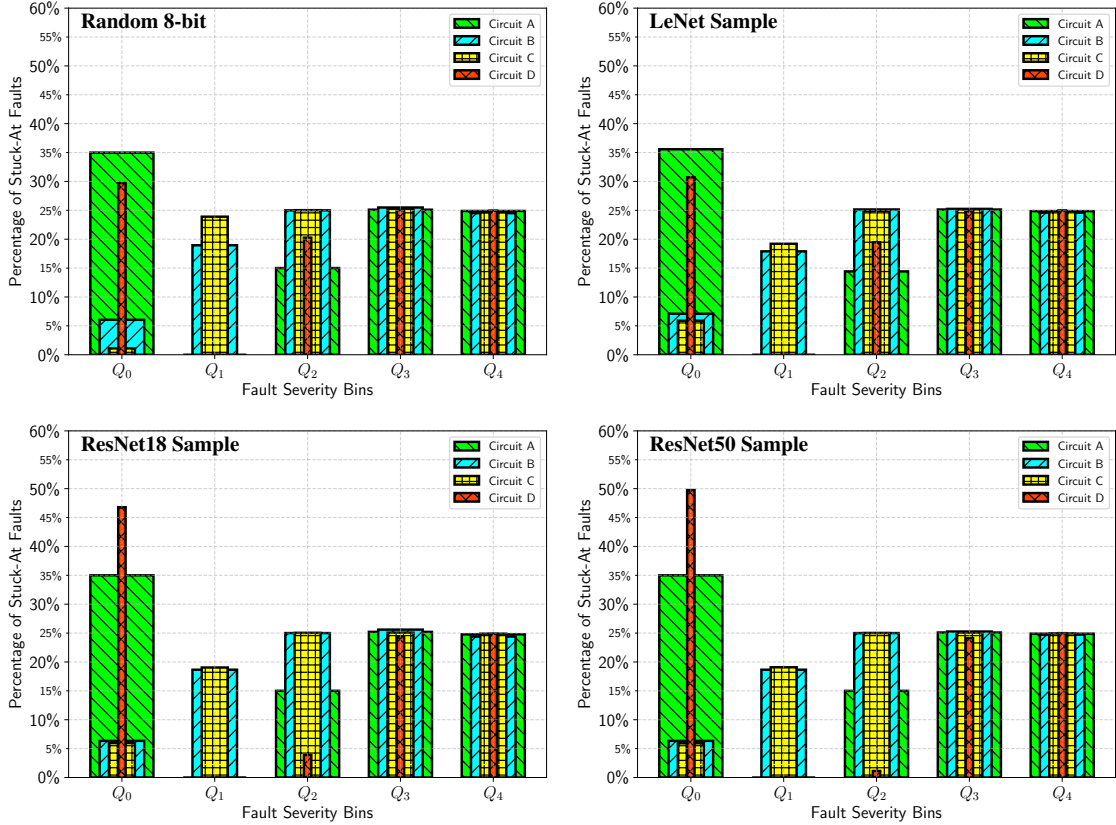 Random 8-bit
Percentage of Stuck-At Faults
60%
55%
50%
45%
40%
35%
30%
25%
20%
15%
10%
5%
0%
Circuit A
Circuit B
Circuit C
Circuit D
Q0 Q1 Q2 Q3 Q4
Fault Severity Bins
LeNet Sample
Percentage of Stuck-At Faults
60%
55%
50%
45%
40%
35%
30%
25%
20%
15%
10%
5%
0%
Circuit A
Circuit B
Circuit C
Circuit D
Q0 Q1 Q2 Q3 Q4
Fault Severity Bins
ResNet18 Sample
Percentage of Stuck-At Faults
60%
55%
50%
45%
40%
35%
30%
25%
20%
15%
10%
5%
0%
Circuit A
Circuit B
Circuit C
Circuit D
Q0 Q1 Q2 Q3 Q4
Fault Severity Bins
ResNet50 Sample
Percentage of Stuck-At Faults
60%
55%
50%
45%
40%
35%
30%
25%
20%
15%
10%
5%
0%
Circuit A
Circuit B
Circuit C
Circuit D
Q0 Q1 Q2 Q3 Q4
Fault Severity Bins